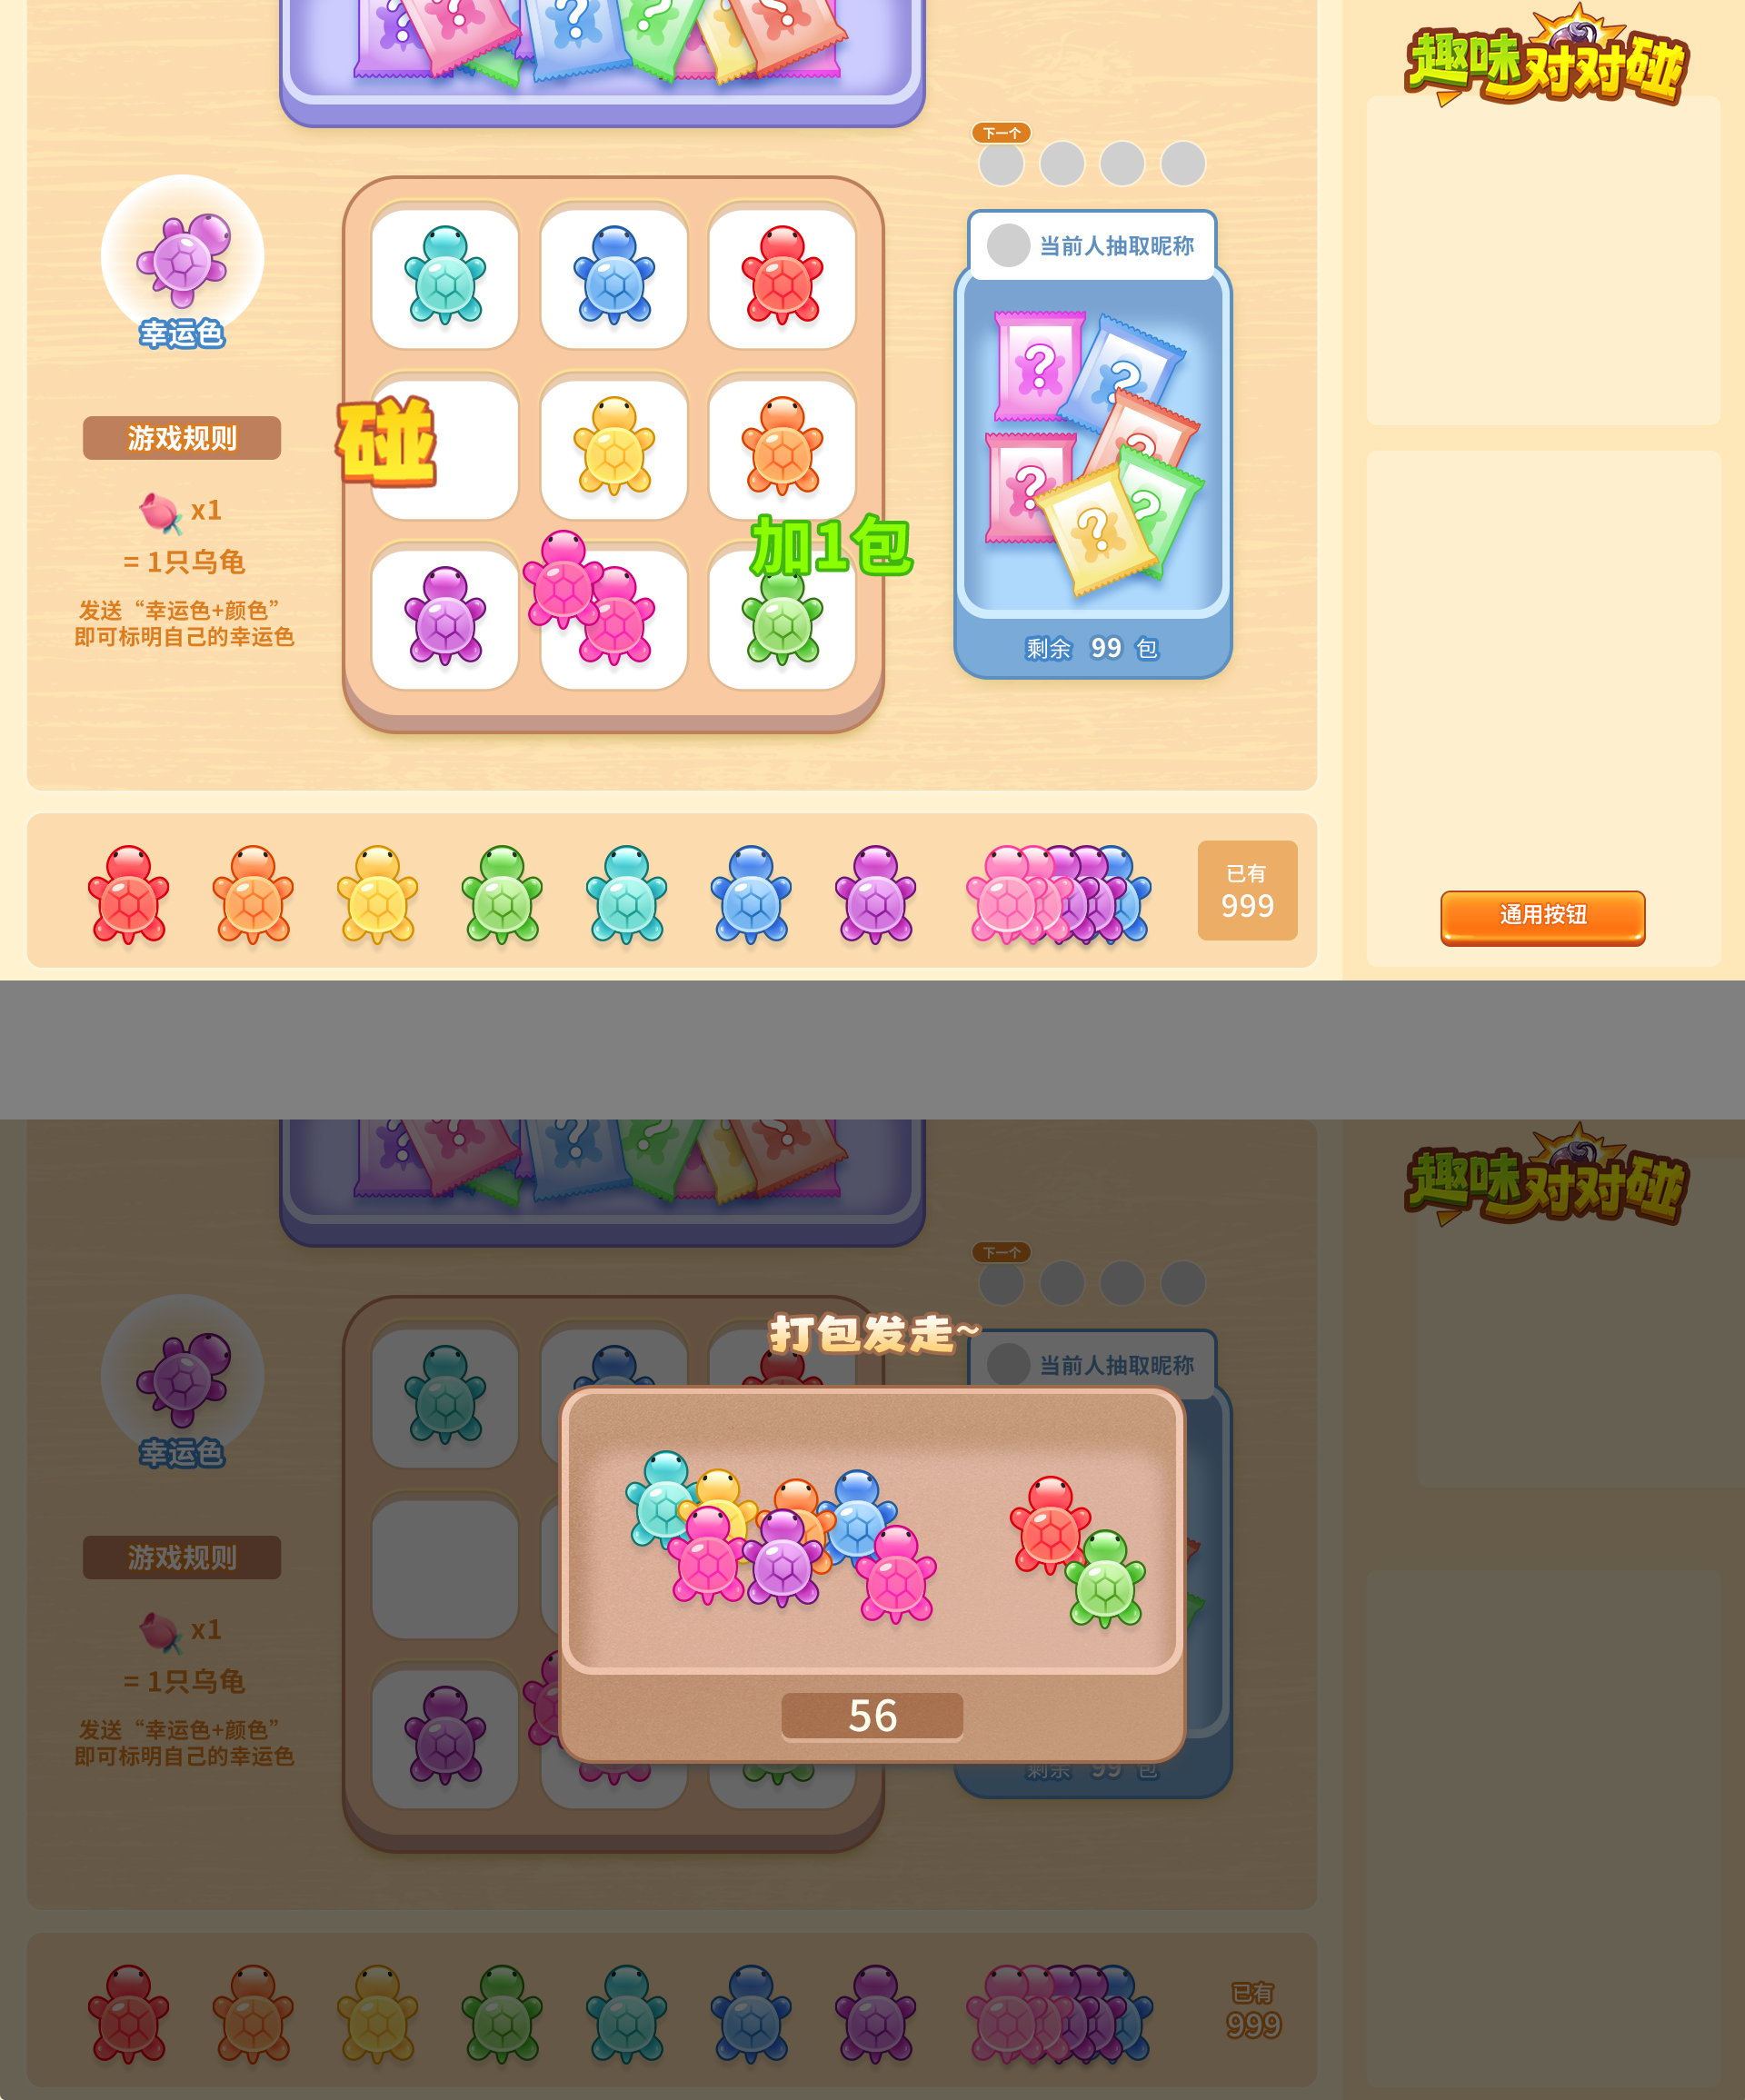 趣味对对碰
下一个
当前人抽取昵称
幸运色
游戏规则
x1
= 1只乌龟
发送“幸运色+颜色”
即可标明自己的幸运色
碰
加1包
? ? ? ? ? ?
? ? ? ? ? ?
剩余 99 包
已有
999
通用按钮
趣味对对碰
下一个
当前人抽取昵称
幸运色
游戏规则
x1
= 1只乌龟
发送“幸运色+颜色”
即可标明自己的幸运色
打包发走~
56
剩余 99 包
已有
999